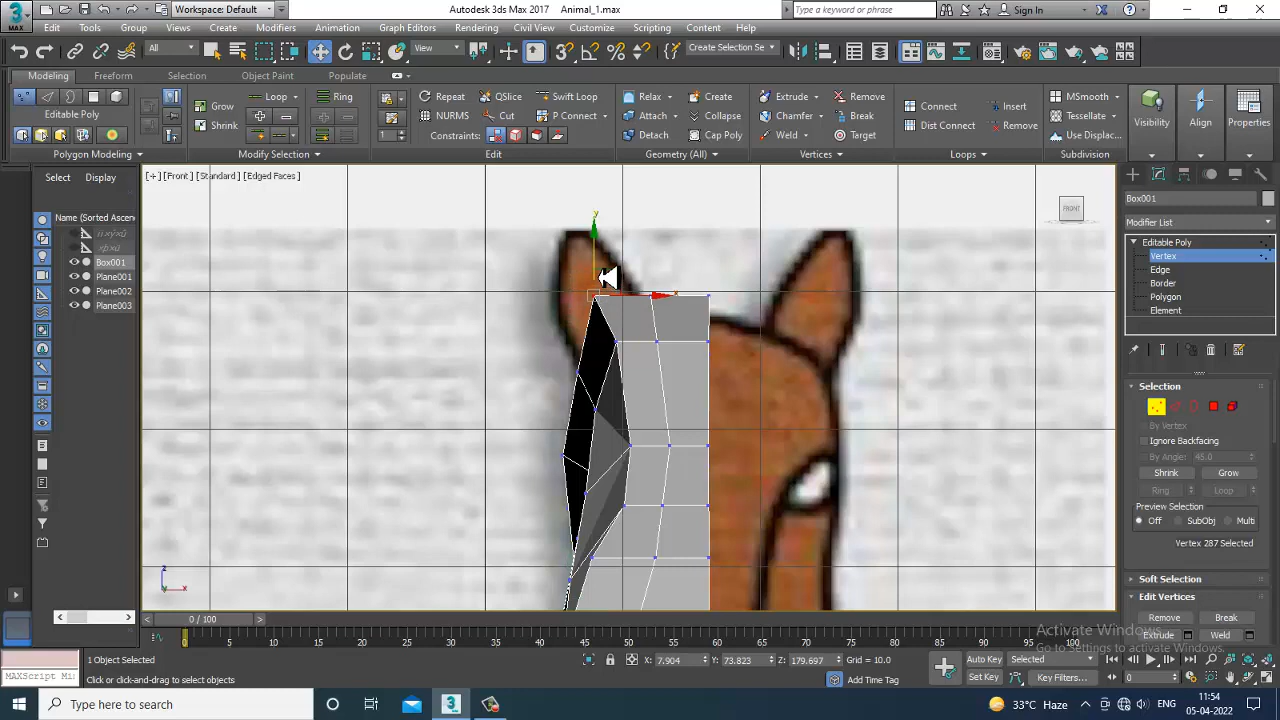 MAX
Workspace: Default
Autodesk 3ds Max 2017 Animal_1.max
Type a keyword or phrase
Sign In
Edit Tools Group Views Create Modifiers Animation Graph Editors Rendering Civil View Customize Scripting Content Help
All
View
Create Selection Se
Modeling Freeform Selection Object Paint Populate
Grow Loop Ring Repeat QSlice Swift Loop Relax Create Extrude Remove MSmooth
Editable Poly NURMS Cut P Connect Attach Collapse Chamfer Break Connect Insert Tessellate
Shrink 1 Constraints: Detach Cap Poly Weld Target Dist Connect Remove Use Displac...
Visibility Align Properties
Polygon Modeling Modify Selection Edit Geometry (All) Vertices Loops Subdivision
Select Display
[+] [Front] [Standard] [Edged Faces]
FRONT
Name (Sorted Ascen
Box001
Plane001
Plane002
Plane003
y
x
z
x
Box001
Modifier List
Editable Poly
Vertex
Edge
Border
Polygon
Element
Selection
By Vertex
Ignore Backfacing
By Angle: 45.0
Shrink Grow
Ring Loop
Preview Selection
Off SubObj Multi
Vertex 287 Selected
Soft Selection
Edit Vertices
Remove Break
Extrude Weld
0 / 100
0 5 10 15 20 25 30 35 40 45 50 55 60 65 70 75 80 85 90 95 100
Activate Windows
Go to Settings to activate Windows.
1 Object Selected
X: 7.904 Y: 73.823 Z: 179.697 Grid = 10.0
Auto Key Selected
MAXScript Mi:
Click or click-and-drag to select objects
Add Time Tag
Set Key Key Filters...
0
Type here to search
3
33°C Haze
ENG
11:54
05-04-2022